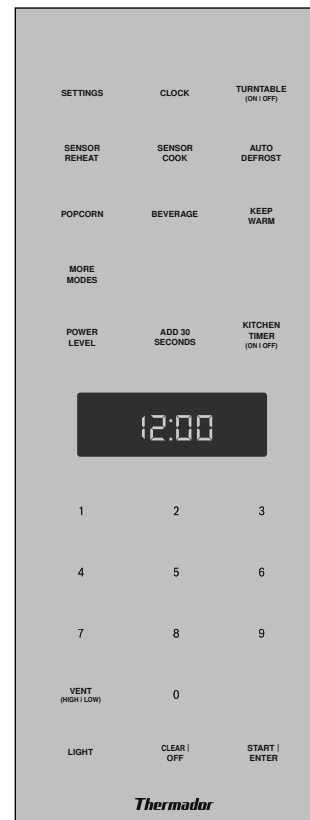 SETTINGS CLOCK TURNTABLE
(ON | OFF)
SENSOR SENSOR AUTO
REHEAT COOK DEFROST
POPCORN BEVERAGE KEEP
WARM
MORE
MODES
POWER ADD 30 KITCHEN
LEVEL SECONDS TIMER
(ON | OFF)
12:00
1 2 3
4 5 6
7 8 9
VENT 0
(HIGH | LOW)
LIGHT CLEAR | START |
OFF ENTER
Thermador